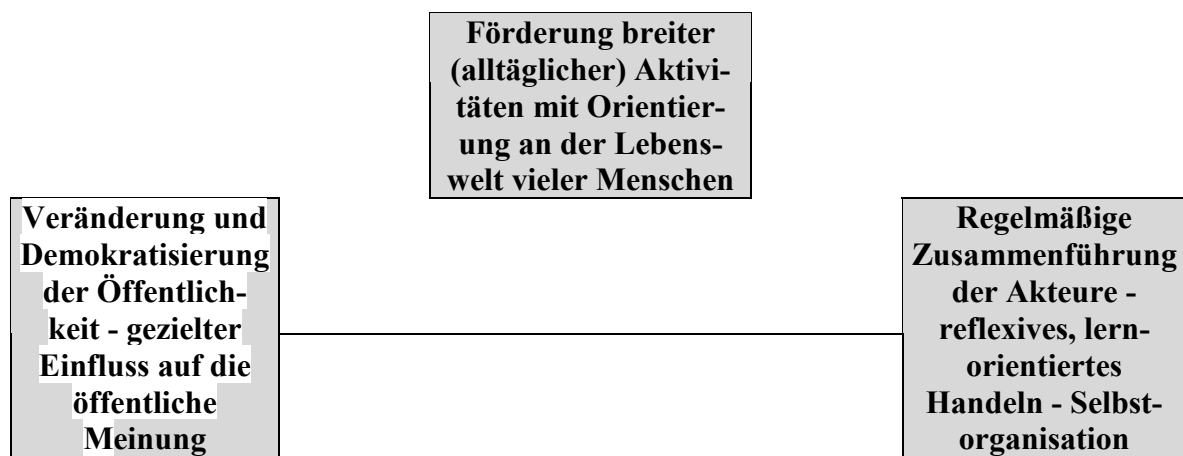 Förderung breiter
(alltäglicher) Aktivi-
täten mit Orientier-
ung an der Lebens-
welt vieler Menschen
Veränderung und
Demokratisierung
der Öffentlich-
keit - gezielter
Einfluss auf die
öffentliche
Meinung
Regelmäßige
Zusammenführung
der Akteure -
reflexives, lern-
orientiertes
Handeln - Selbst-
organisation